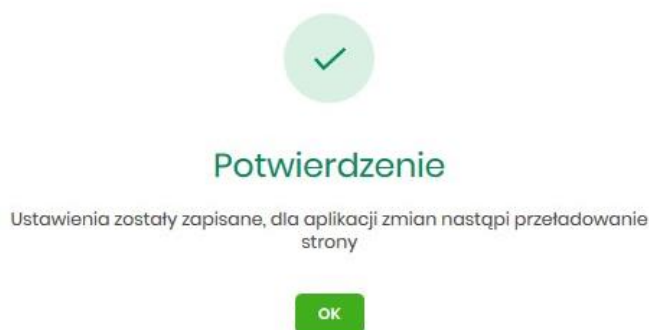 Potwierdzenie
Ustawienia zostały zapisane, dla aplikacji zmian nastąpi przeładowanie
strony
OK